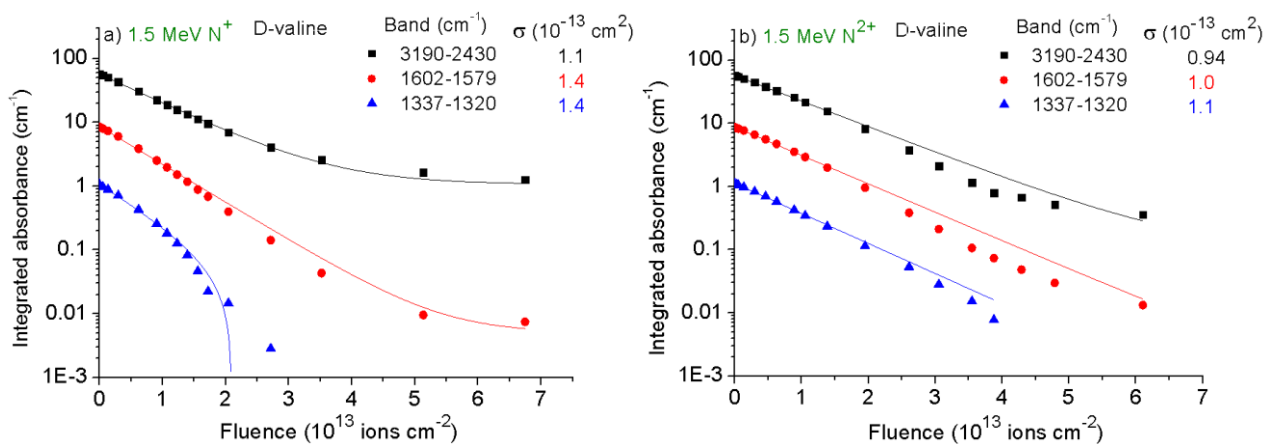 a) 1.5 MeV N+ D-valine Band (cm-1) σ (10-13 cm2)
3190-2430 1.1
1602-1579 1.4
1337-1320 1.4
Integrated absorbance (cm-1)
100
10
1
0.1
0.01
1E-3
0 1 2 3 4 5 6 7
Fluence (1013 ions cm-2)
b) 1.5 MeV N2+ D-valine Band (cm-1) σ (10-13 cm2)
3190-2430 0.94
1602-1579 1.0
1337-1320 1.1
Integrated absorbance (cm-1)
100
10
1
0.1
0.01
1E-3
0 1 2 3 4 5 6 7
Fluence (1013 ions cm-2)